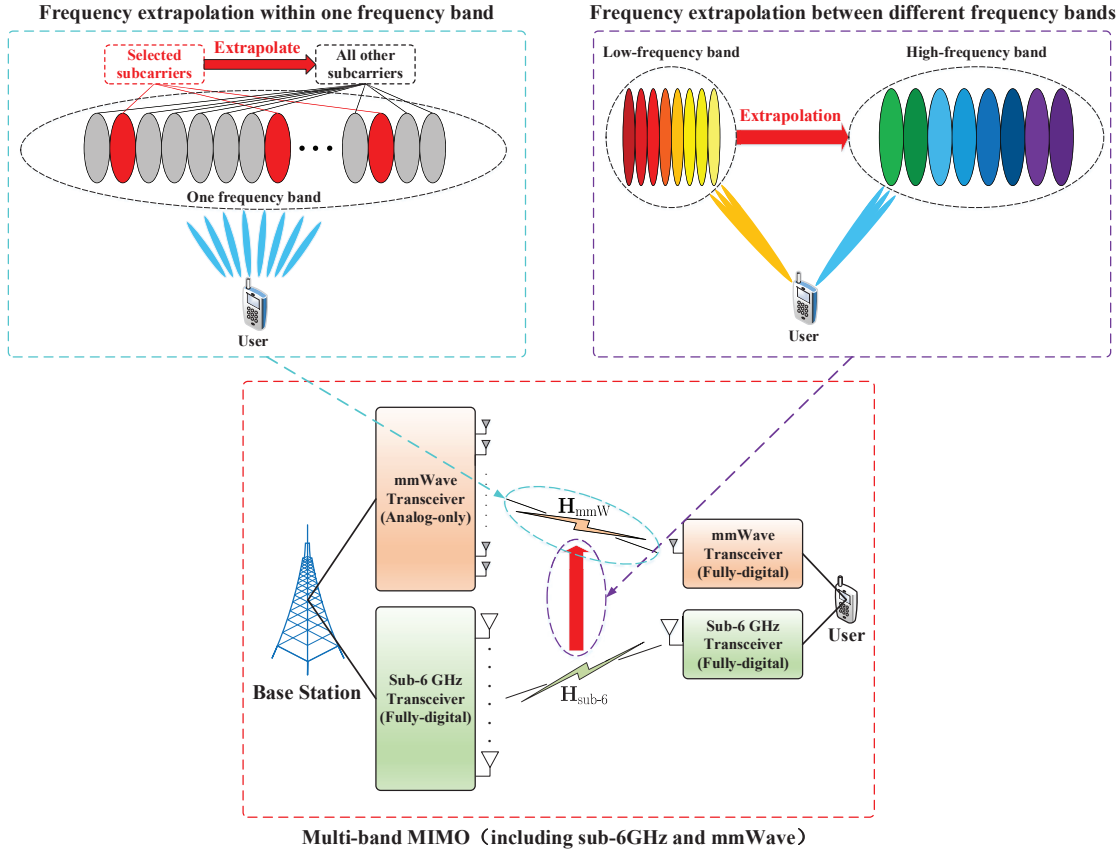 Frequency extrapolation within one frequency band
Selected
subcarriers
Extrapolate
All other
subcarriers
One frequency band
User
Frequency extrapolation between different frequency bands
Low-frequency band
High-frequency band
Extrapolation
User
mmWave
Transceiver
(Analog-only)
H_mmW
mmWave
Transceiver
(Fully-digital)
Base Station
Sub-6 GHz
Transceiver
(Fully-digital)
H_sub-6
Sub-6 GHz
Transceiver
(Fully-digital)
User
Multi-band MIMO（including sub-6GHz and mmWave）